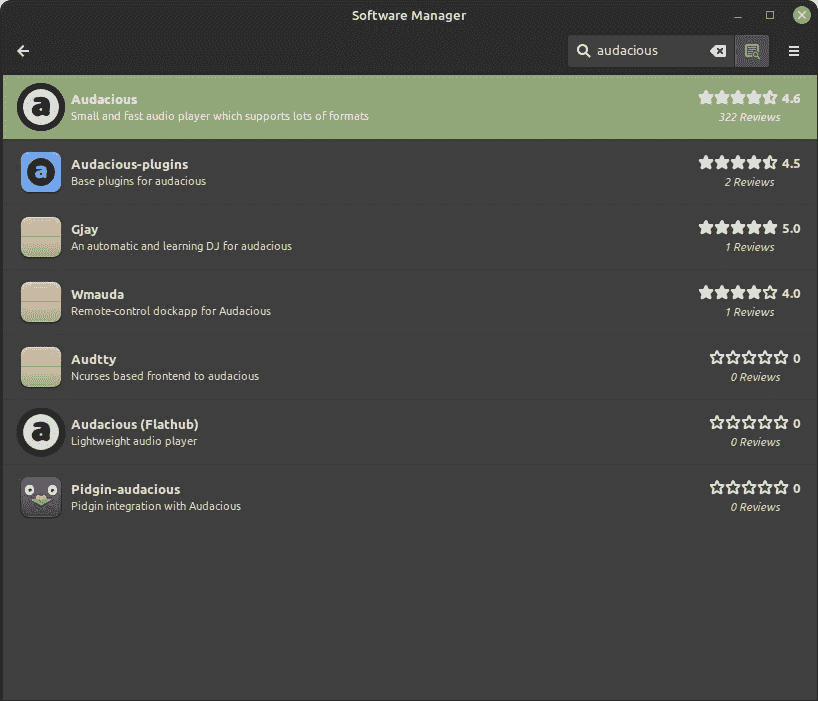 Software Manager
audacious
Audacious
Small and fast audio player which supports lots of formats
4.6
322 Reviews
Audacious-plugins
Base plugins for audacious
4.5
2 Reviews
Gjay
An automatic and learning DJ for audacious
5.0
1 Reviews
Wmauda
Remote-control dockapp for Audacious
4.0
1 Reviews
Audtty
Ncurses based frontend to audacious
0
0 Reviews
Audacious (Flathub)
Lightweight audio player
0
0 Reviews
Pidgin-audacious
Pidgin integration with Audacious
0
0 Reviews